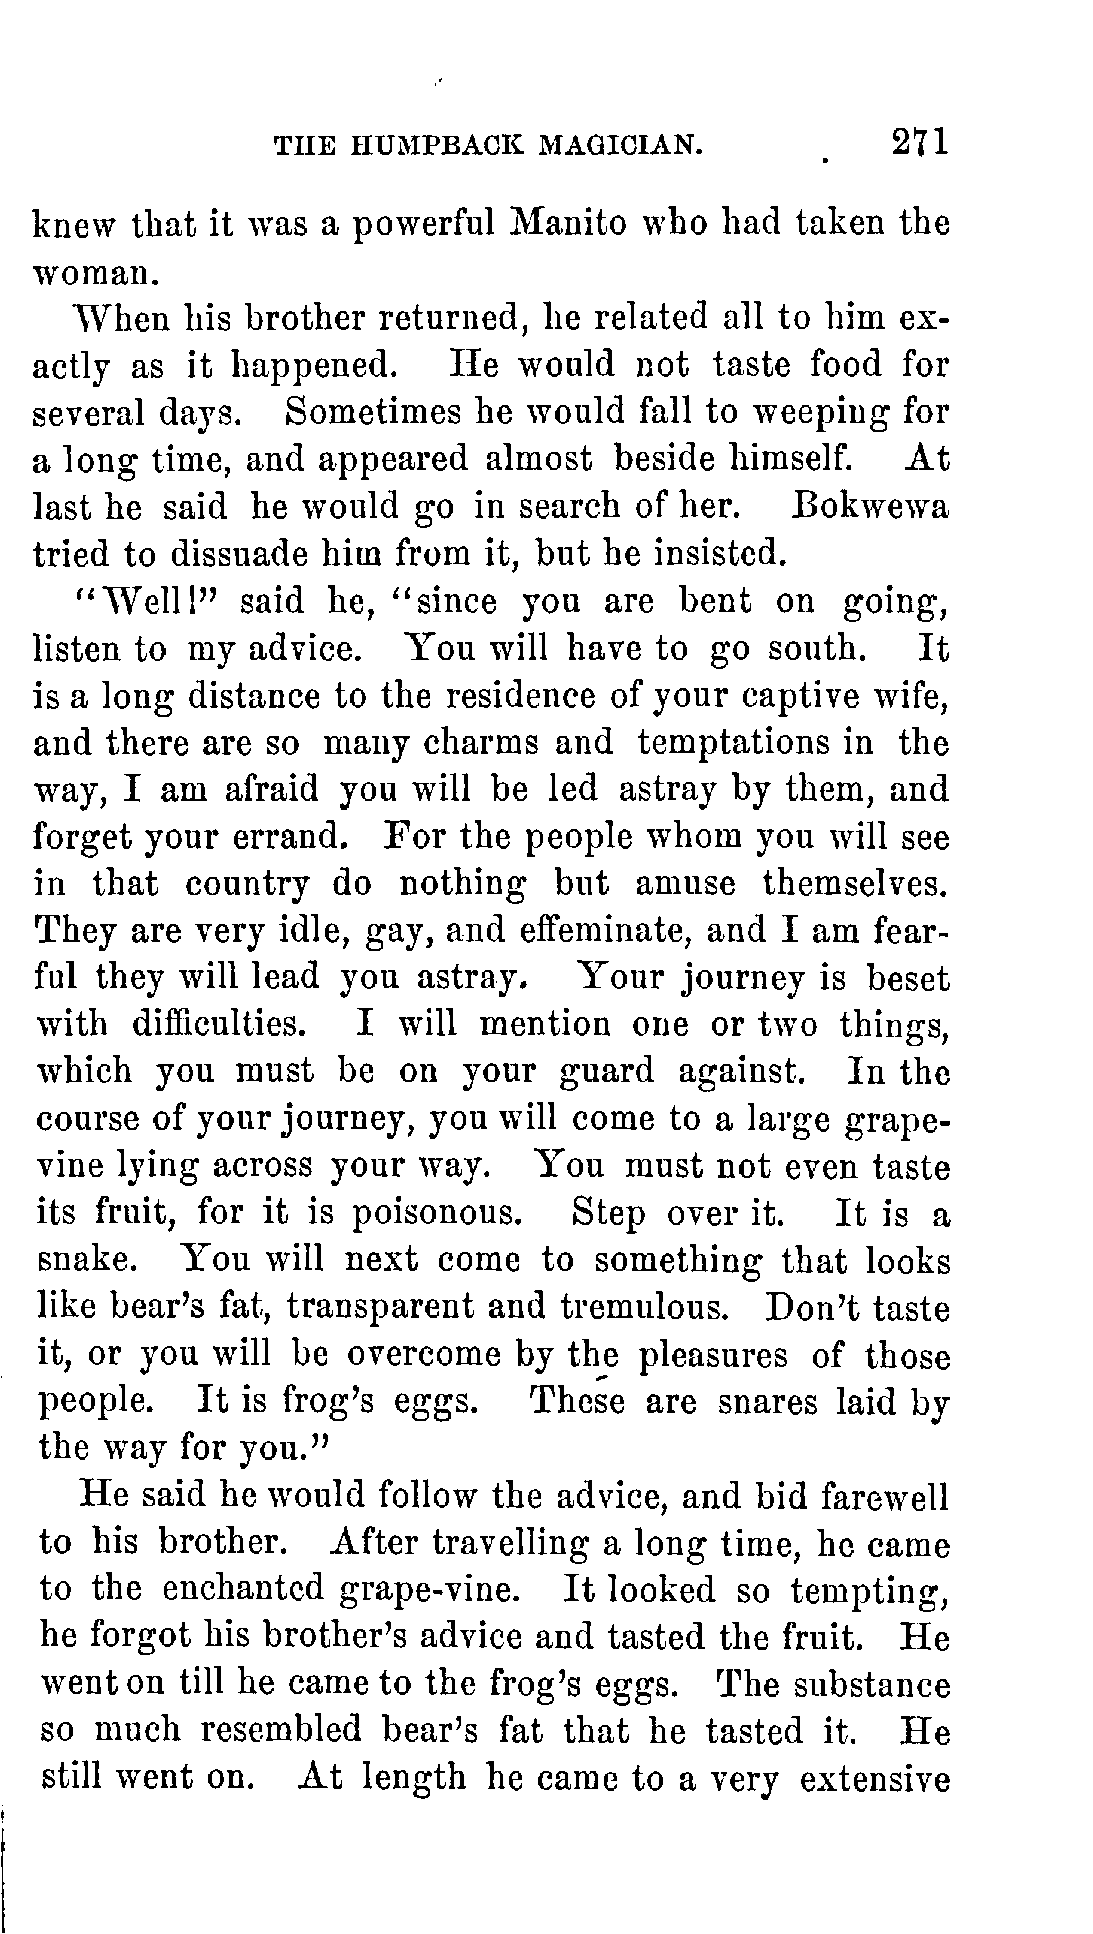 THE HUMPBACK MAGICIAN. 271
knew that it was a powerful Manito who had taken the
woman.
When his brother returned, he related all to him ex-
actly as it happened. He would not taste food for
several days. Sometimes he would fall to weeping for
a long time, and appeared almost beside himself. At
last he said he would go in search of her. Bokwewa
tried to dissuade him from it, but he insisted.
"Well!" said he, "since you are bent on going,
listen to my advice. You will have to go south. It
is a long distance to the residence of your captive wife,
and there are so many charms and temptations in the
way, I am afraid you will be led astray by them, and
forget your errand. For the people whom you will see
in that country do nothing but amuse themselves.
They are very idle, gay, and effeminate, and I am fear-
ful they will lead you astray. Your journey is beset
with difficulties. I will mention one or two things,
which you must be on your guard against. In the
course of your journey, you will come to a large grape-
vine lying across your way. You must not even taste
its fruit, for it is poisonous. Step over it. It is a
snake. You will next come to something that looks
like bear's fat, transparent and tremulous. Don't taste
it, or you will be overcome by the pleasures of those
people. It is frog's eggs. These are snares laid by
the way for you."
He said he would follow the advice, and bid farewell
to his brother. After travelling a long time, he came
to the enchanted grape-vine. It looked so tempting,
he forgot his brother's advice and tasted the fruit. He
went on till he came to the frog's eggs. The substance
so much resembled bear's fat that he tasted it. He
still went on. At length he came to a very extensive